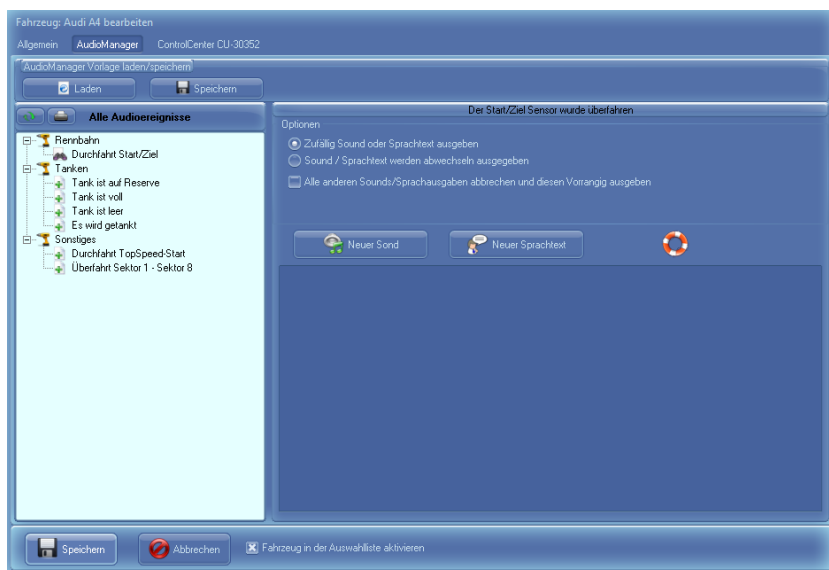 Fahrzeug: Audi A4 bearbeiten
Allgemein AudioManager ControlCenter CU-30352
AudioManager Vorlage laden/speichern
Laden Speichern
Alle Audioereignisse
Rennbahn
Durchfahrt Start/Ziel
Tanken
Tank ist auf Reserve
Tank ist voll
Tank ist leer
Es wird getankt
Sonstiges
Durchfahrt TopSpeed-Start
Überfahrt Sektor 1 - Sektor 8
Der Start/Ziel Sensor wurde überfahren
Optionen
Zufällig Sound oder Sprachtext ausgeben
Sound / Sprachtext werden abwechseln ausgegeben
Alle anderen Sounds/Sprachausgaben abbrechen und diesen Vorrangig ausgeben
Neuer Sond Neuer Sprachtext
Speichern Abbrechen Fahrzeug in der Auswahlliste aktivieren